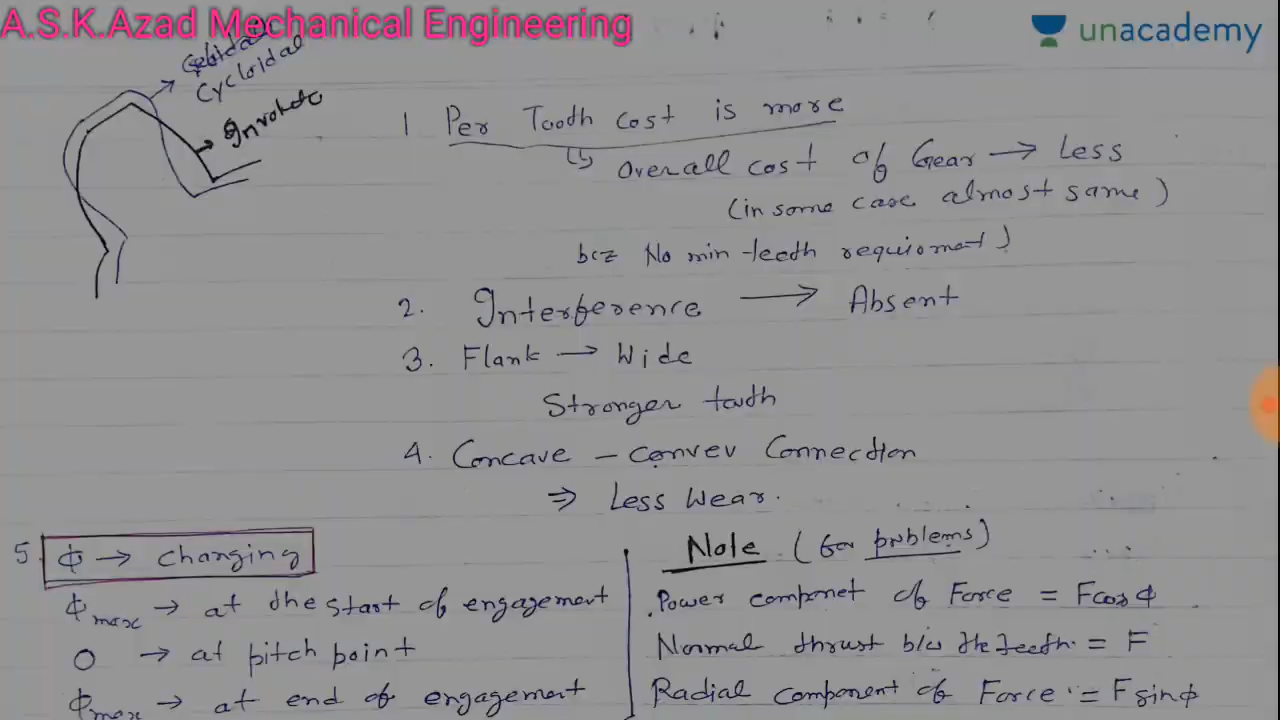 A.S.K.Azad Mechanical Engineering
unacademy
Cycloidal
Involute
1 Per Tooth cost is more
↳ overall cost of Gear → Less
(in some case almost same)
bcz No min teeth requirement)
2. Interference → Absent
3. Flank → Wide
Stronger tooth
4. Concave - convev Connection
⇒ Less Wear.
5. ϕ → changing
ϕmax → at the start of engagement
0 → at pitch point
ϕmax → at end of engagement
Note (for problems)
Power componet of Force = Fcosϕ
Normal thrust b/w the teeth. = F
Radial component of Force = Fsinϕ